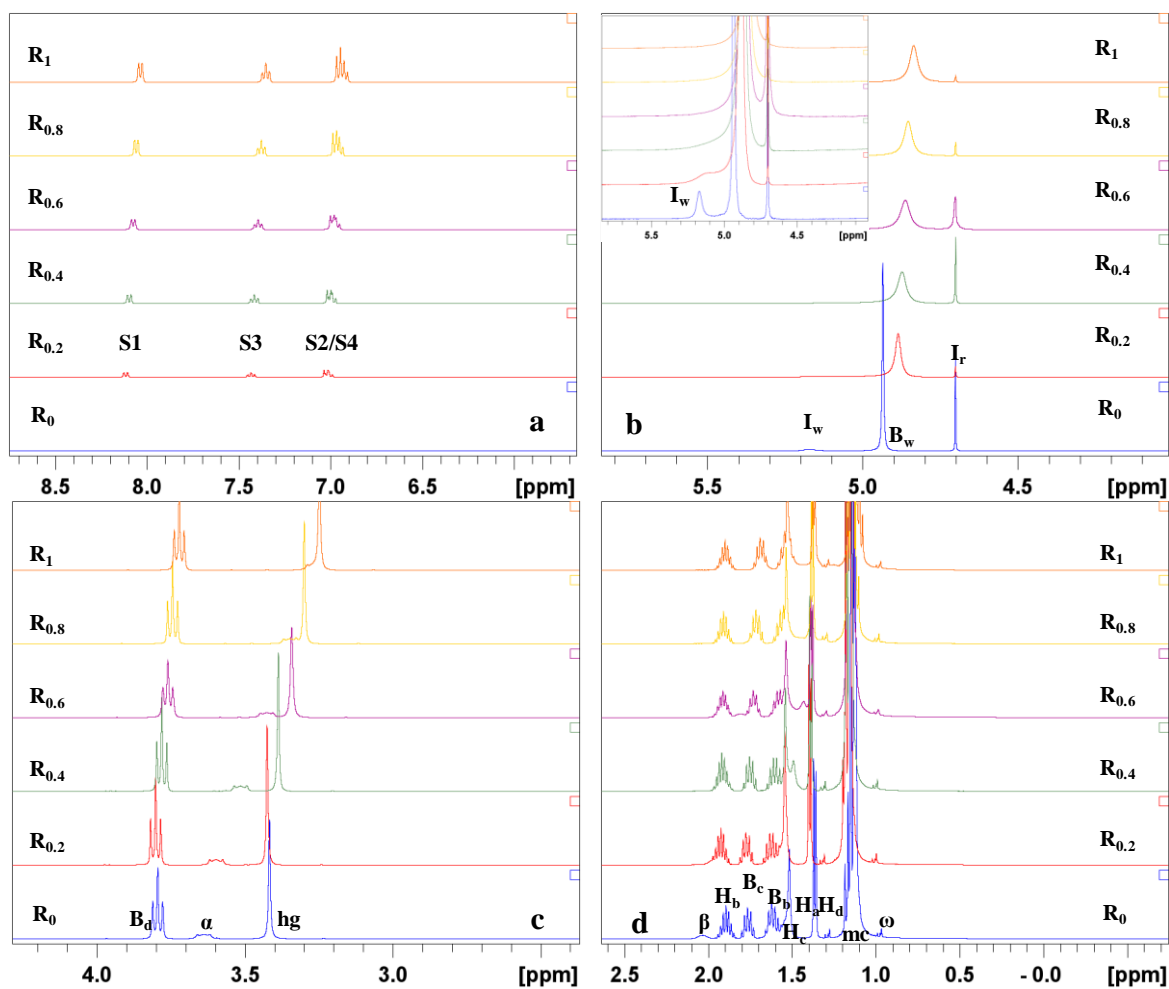 R1
R0.8
R0.6
R0.4
R0.2
S1 S3 S2/S4
R0
a
8.5 8.0 7.5 7.0 6.5 [ppm]
Iw
5.5 5.0 4.5 [ppm]
R1
R0.8
R0.6
R0.4
R0.2
Ir
R0
Iw Bw
b
5.5 5.0 4.5 [ppm]
R1
R0.8
R0.6
R0.4
R0.2
R0
Bd α hg
c
4.0 3.5 3.0 [ppm]
R1
R0.8
R0.6
R0.4
R0.2
R0
β Hb Bc Bb Hc Ha Hd mc ω
d
2.5 2.0 1.5 1.0 0.5 - 0.0 [ppm]